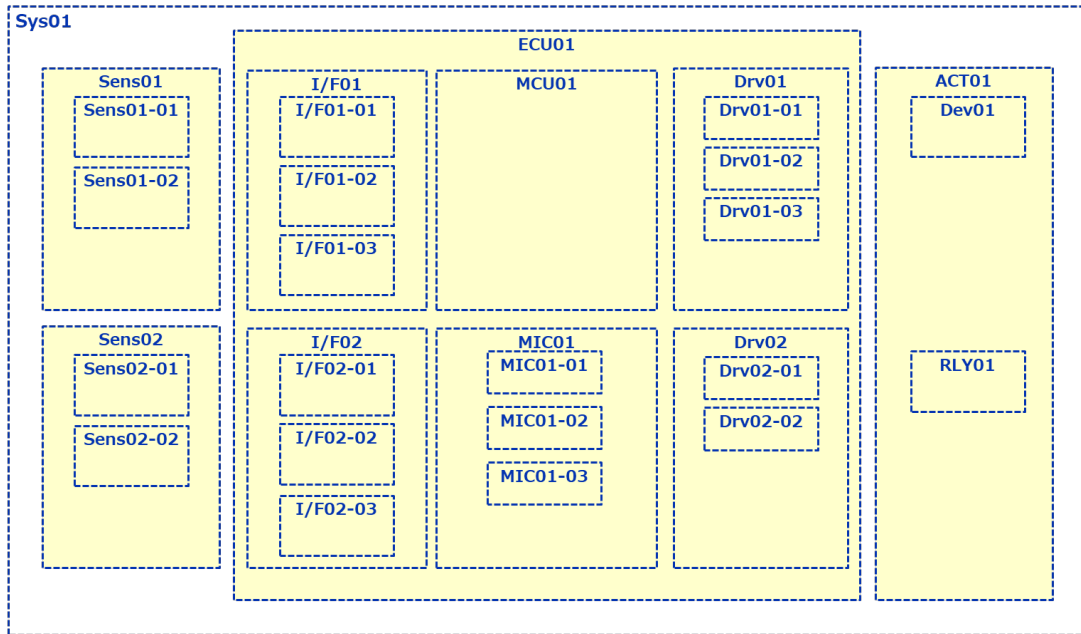 Sys01
ECU01
Sens01
Sens01-01
Sens01-02
Sens02
Sens02-01
Sens02-02
I/F01
I/F01-01
I/F01-02
I/F01-03
I/F02
I/F02-01
I/F02-02
I/F02-03
MCU01
MIC01
MIC01-01
MIC01-02
MIC01-03
Drv01
Drv01-01
Drv01-02
Drv01-03
Drv02
Drv02-01
Drv02-02
ACT01
Dev01
RLY01